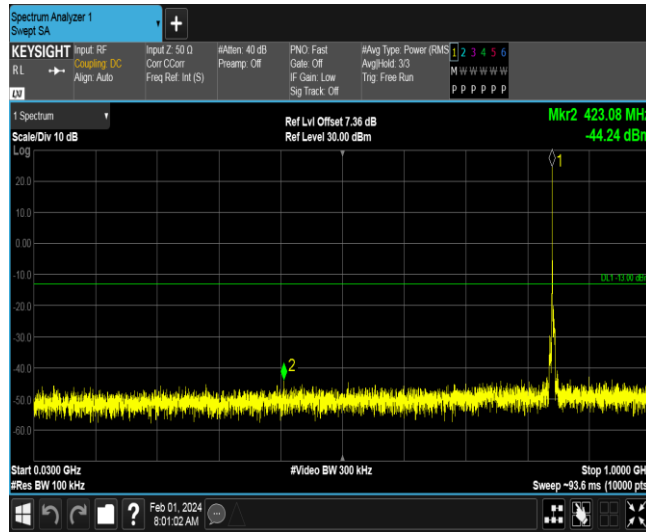 Spectrum Analyzer 1
Swept SA
KEYSIGHT
RL
LXI
Input: RF
Coupling: DC
Align: Auto
Input Z: 50 Ω
Corr CCorr
Freq Ref: Int (S)
#Atten: 40 dB
Preamp: Off
PNO: Fast
Gate: Off
IF Gain: Low
Sig Track: Off
#Avg Type: Power (RMS
Avg|Hold: 3/3
Trig: Free Run
1 2 3 4 5 6
M W W W W W
P P P P P P
1 Spectrum
Scale/Div 10 dB
Log
Ref Lvl Offset 7.36 dB
Ref Level 30.00 dBm
Mkr2 423.08 MHz
-44.24 dBm
1
20.0
10.0
0.00
-10.0
DL1 -13.00 dBm
-20.0
-30.0
-40.0
2
-50.0
-60.0
Start 0.0300 GHz
#Res BW 100 kHz
#Video BW 300 kHz
Stop 1.0000 GH
Sweep ~93.6 ms (10000 pts
?
Feb 01, 2024
8:01:02 AM